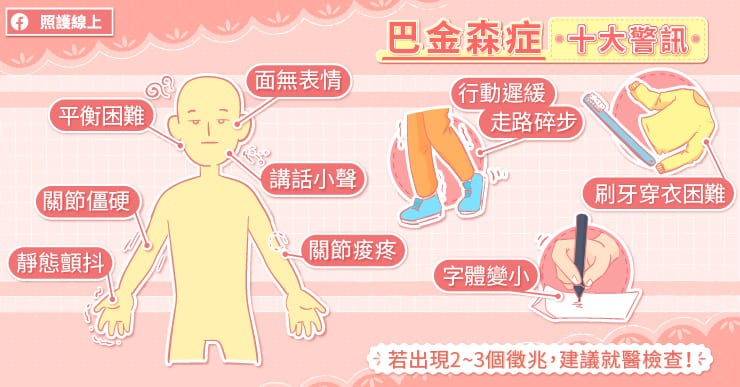 照護線上
巴金森症
十大警訊
面無表情
平衡困難
講話小聲
關節僵硬
關節痠疼
靜態顫抖
行動遲緩
走路碎步
刷牙穿衣困難
字體變小
若出現2~3個徵兆,建議就醫檢查!